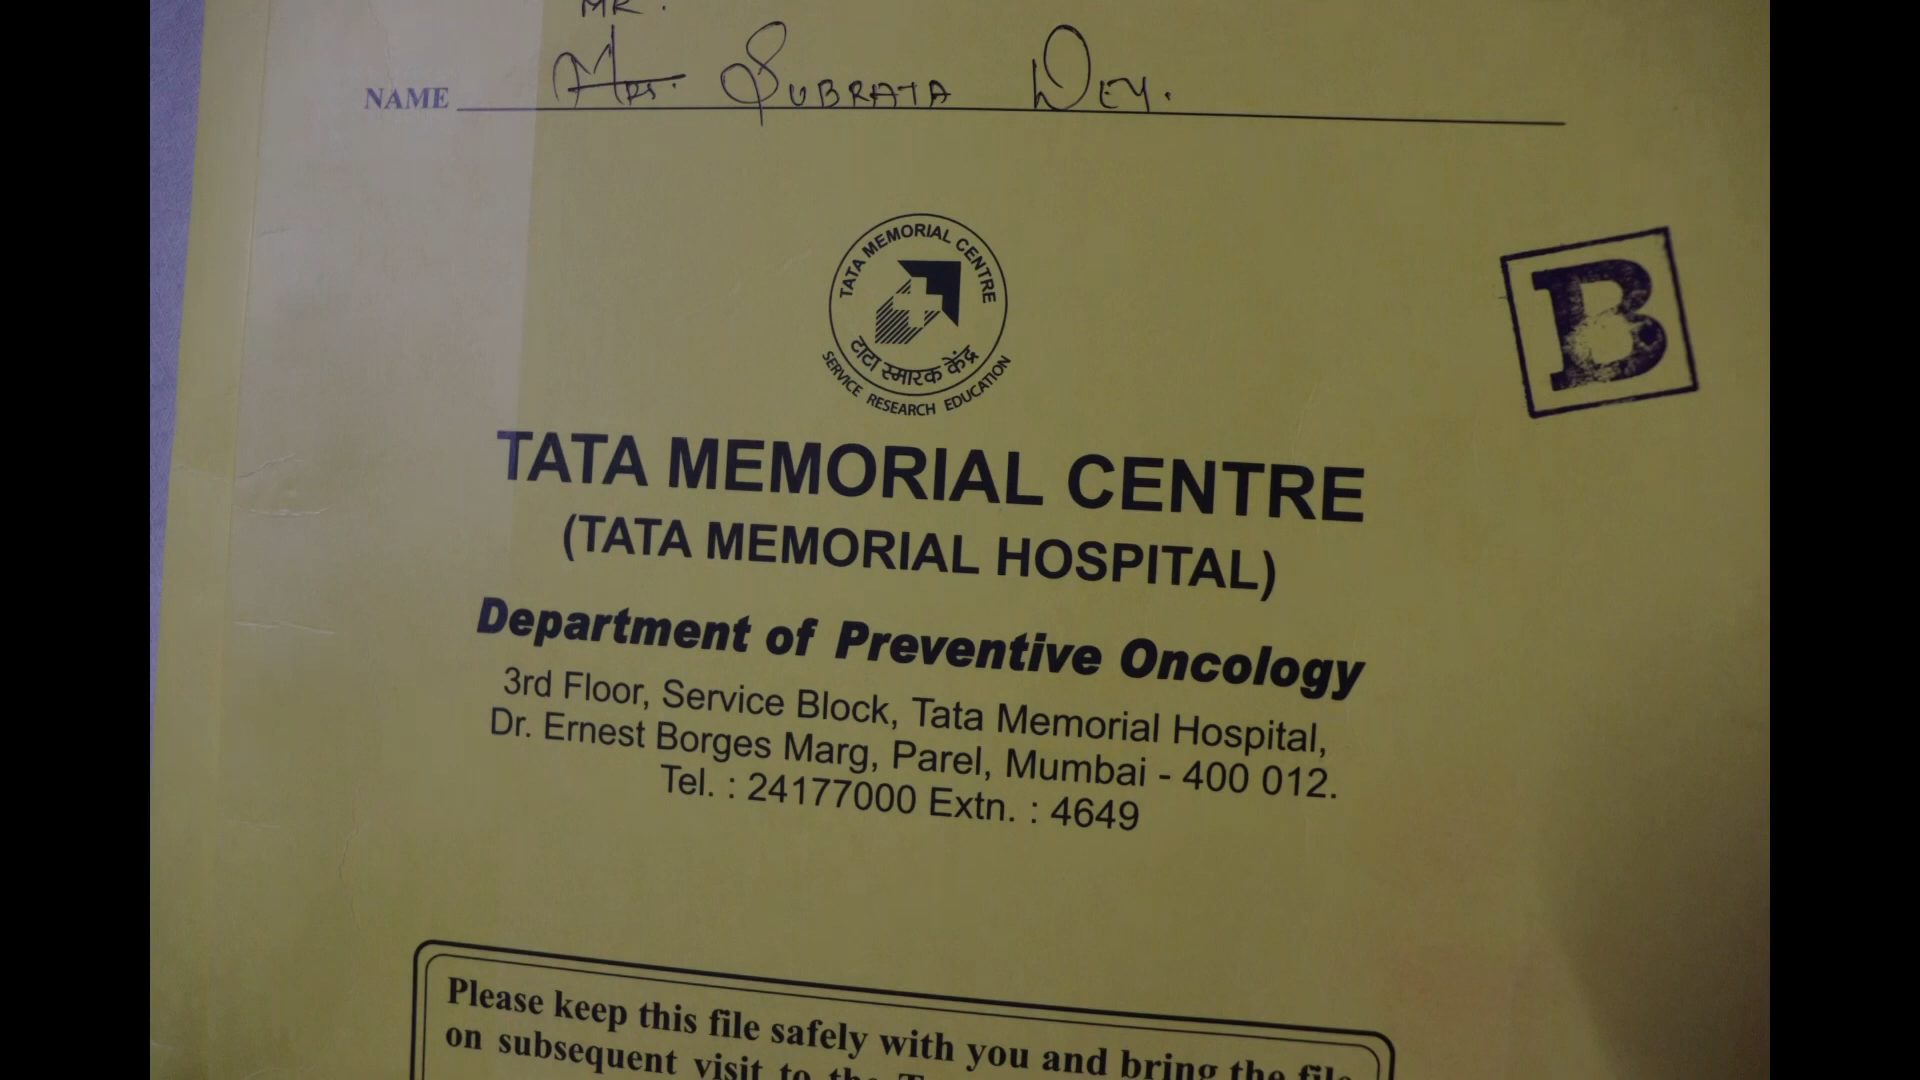 MR.
Mrs. SUBRATA DEY.
NAME
TATA MEMORIAL CENTRE
टाटा स्मारक केंद्र
SERVICE RESEARCH EDUCATION
B
TATA MEMORIAL CENTRE
(TATA MEMORIAL HOSPITAL)
Department of Preventive Oncology
3rd Floor, Service Block, Tata Memorial Hospital,
Dr. Ernest Borges Marg, Parel, Mumbai - 400 012.
Tel. : 24177000 Extn. : 4649
Please keep this file safely with you and bring the file
on subsequent visit to the